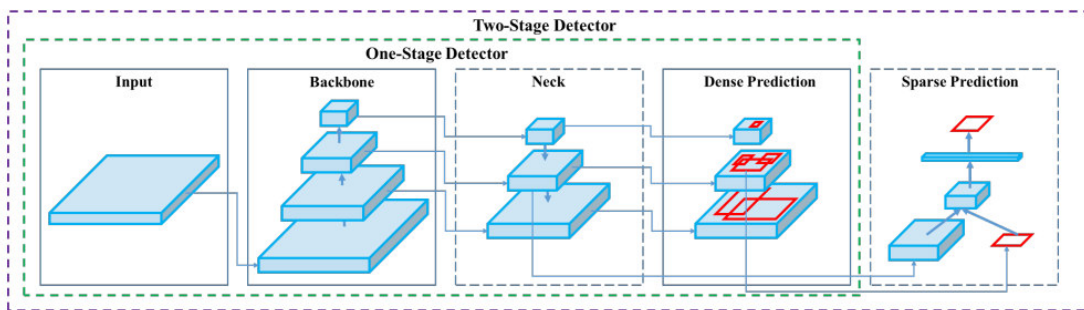 Two-Stage Detector
One-Stage Detector
Input
Backbone
Neck
Dense Prediction
Sparse Prediction